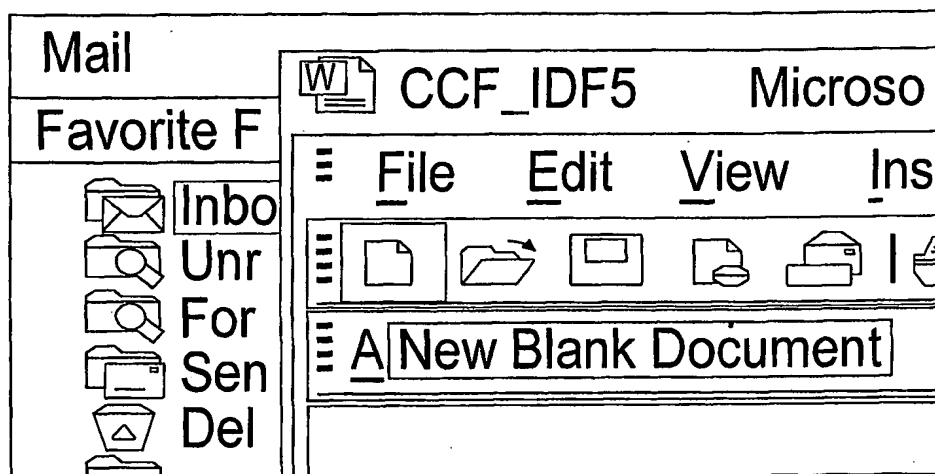 Mail
W CCF_IDF5 Microso
Favorite F
File Edit View Ins
Inbo
Unr
For
Sen
Del
A New Blank Document